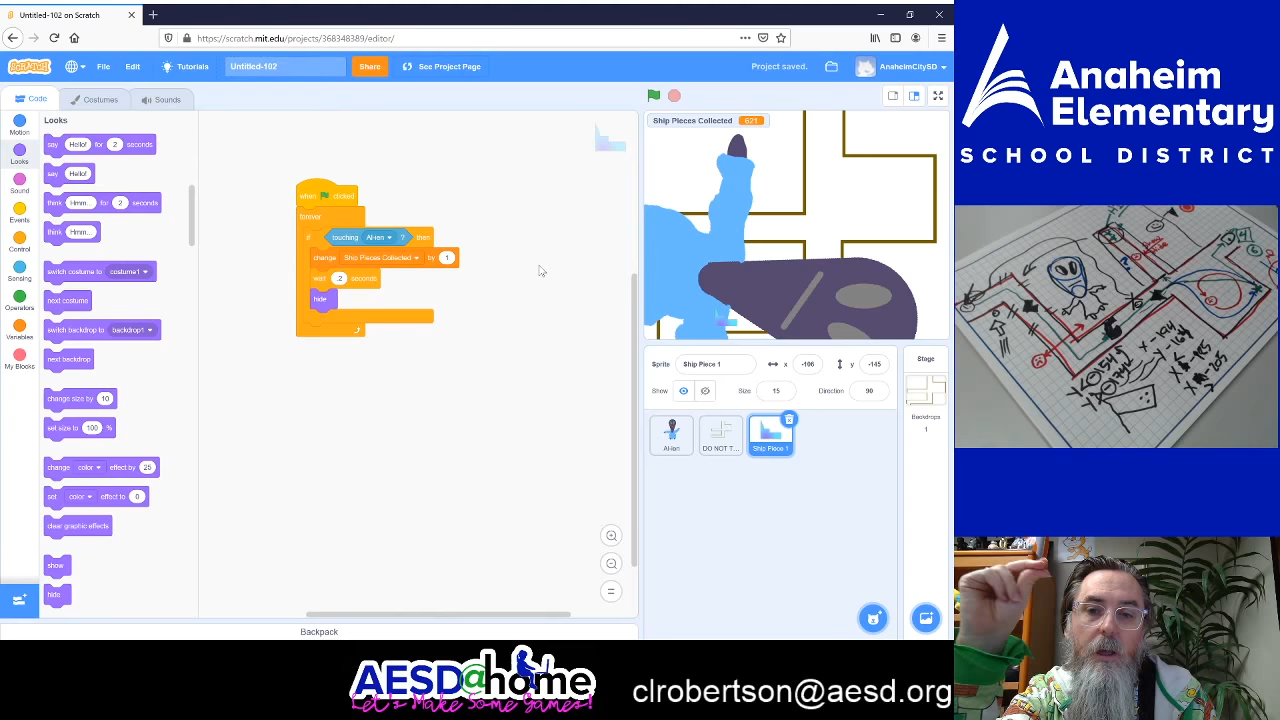 Untitled-102 on Scratch
https://scratch.mit.edu/projects/368348389/editor/
SCRATCH
File
Edit
Tutorials
Untitled-102
Share
See Project Page
Project saved.
AnaheimCitySD
Code
Costumes
Sounds
Motion
Looks
Sound
Events
Control
Sensing
Operators
Variables
My Blocks
Looks
say Hello! for 2 seconds
say Hello!
think Hmm... for 2 seconds
think Hmm...
switch costume to costume1
next costume
switch backdrop to backdrop1
next backdrop
change size by 10
set size to 100 %
change color effect by 25
set color effect to 0
clear graphic effects
show
hide
when clicked
forever
if touching Al-ien ? then
change Ship Pieces Collected by 1
wait .2 seconds
hide
Backpack
Ship Pieces Collected 621
Sprite Ship Piece 1 x -106 y -145
Show Size 15 Direction 90
Al-ien
DO NOT T...
Ship Piece 1
Stage
Backdrops
1
Anaheim
Elementary
SCHOOL DISTRICT
AESD@home
Let's Make Some Games!
clrobertson@aesd.org